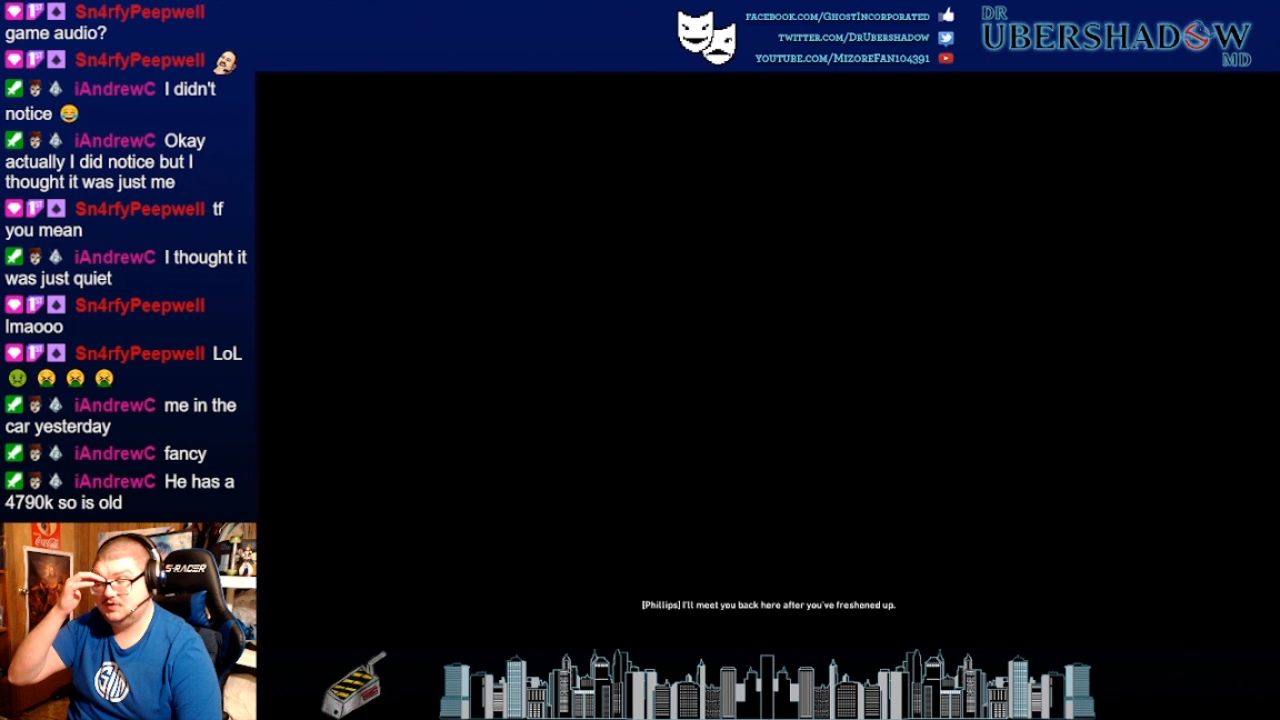 Sn4rfyPeepwell
game audio?
Sn4rfyPeepwell
iAndrewC I didn't
notice
iAndrewC Okay
actually I did notice but I
thought it was just me
Sn4rfyPeepwell tf
you mean
iAndrewC I thought it
was just quiet
Sn4rfyPeepwell
lmaooo
Sn4rfyPeepwell LoL
iAndrewC me in the
car yesterday
iAndrewC fancy
iAndrewC He has a
4790k so is old
facebook.com/GhostIncorporated
twitter.com/DrUbershadow
youtube.com/MizoreFan104391
DR
UBERSHADOW
MD
[Phillips] I'll meet you back here after you've freshened up.
Coca-Cola
S-RACER
TSM